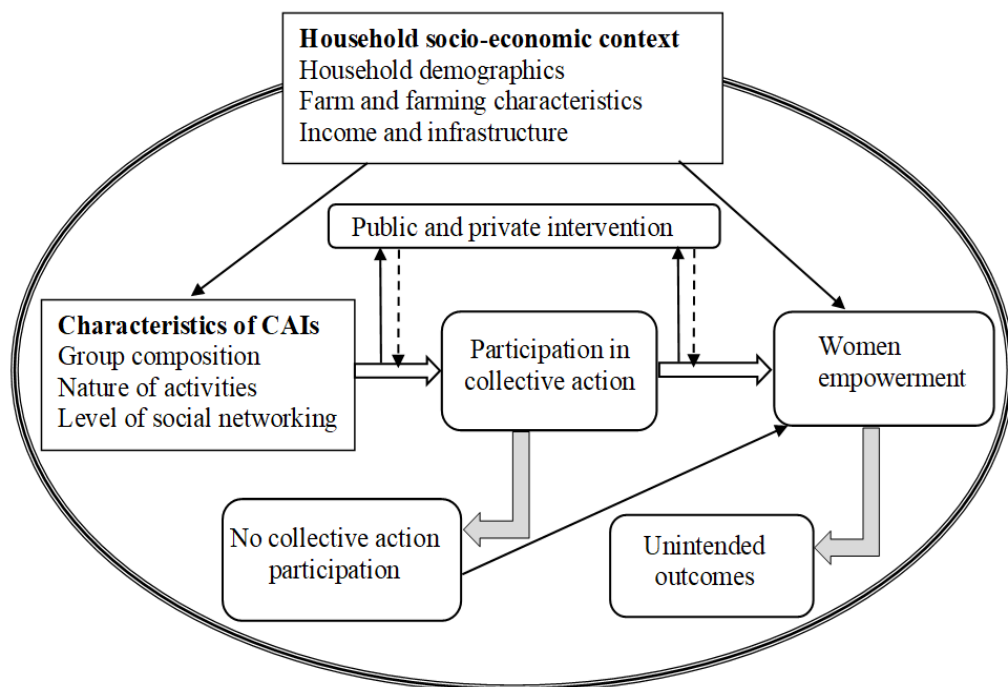 Household socio-economic context
Household demographics
Farm and farming characteristics
Income and infrastructure
Public and private intervention
Characteristics of CAIs
Group composition
Nature of activities
Level of social networking
Participation in
collective action
Women
empowerment
No collective action
participation
Unintended
outcomes